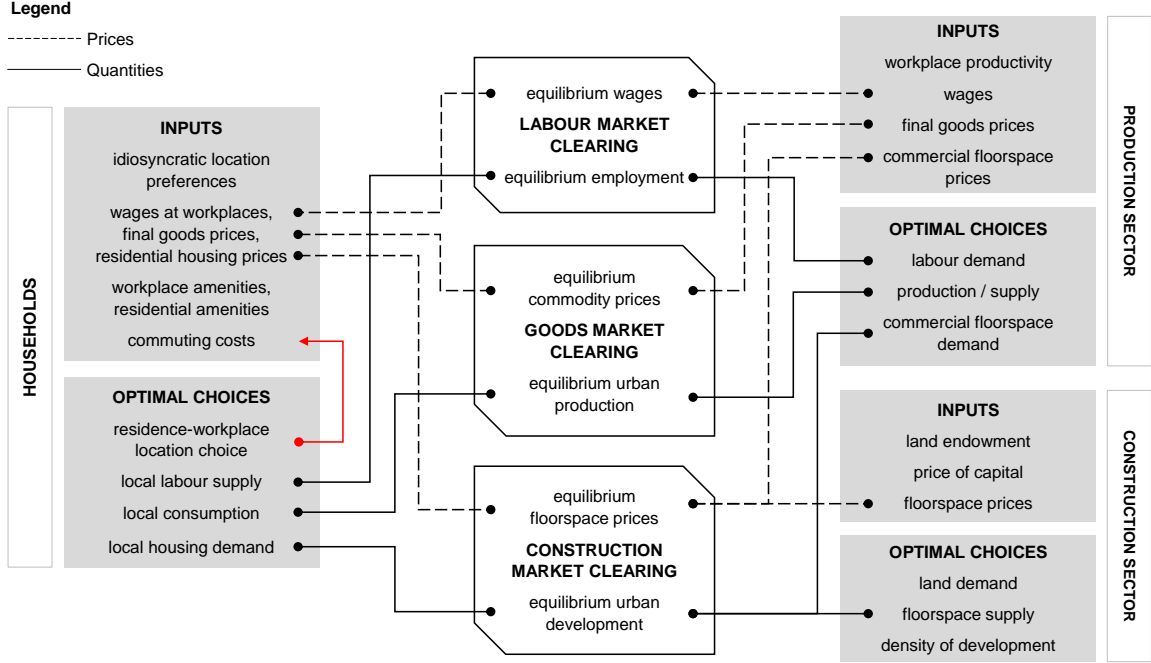 Legend
Prices
Quantities
HOUSEHOLDS
INPUTS
idiosyncratic location
preferences
wages at workplaces,
final goods prices,
residential housing prices
workplace amenities,
residential amenities
commuting costs
OPTIMAL CHOICES
residence-workplace
location choice
local labour supply
local consumption
local housing demand
equilibrium wages
LABOUR MARKET
CLEARING
equilibrium employment
equilibrium
commodity prices
GOODS MARKET
CLEARING
equilibrium urban
production
equilibrium
floorspace prices
CONSTRUCTION
MARKET CLEARING
equilibrium urban
development
INPUTS
workplace productivity
wages
final goods prices
commercial floorspace
prices
OPTIMAL CHOICES
labour demand
production / supply
commercial floorspace
demand
PRODUCTION SECTOR
INPUTS
land endowment
price of capital
floorspace prices
OPTIMAL CHOICES
land demand
floorspace supply
density of development
CONSTRUCTION SECTOR